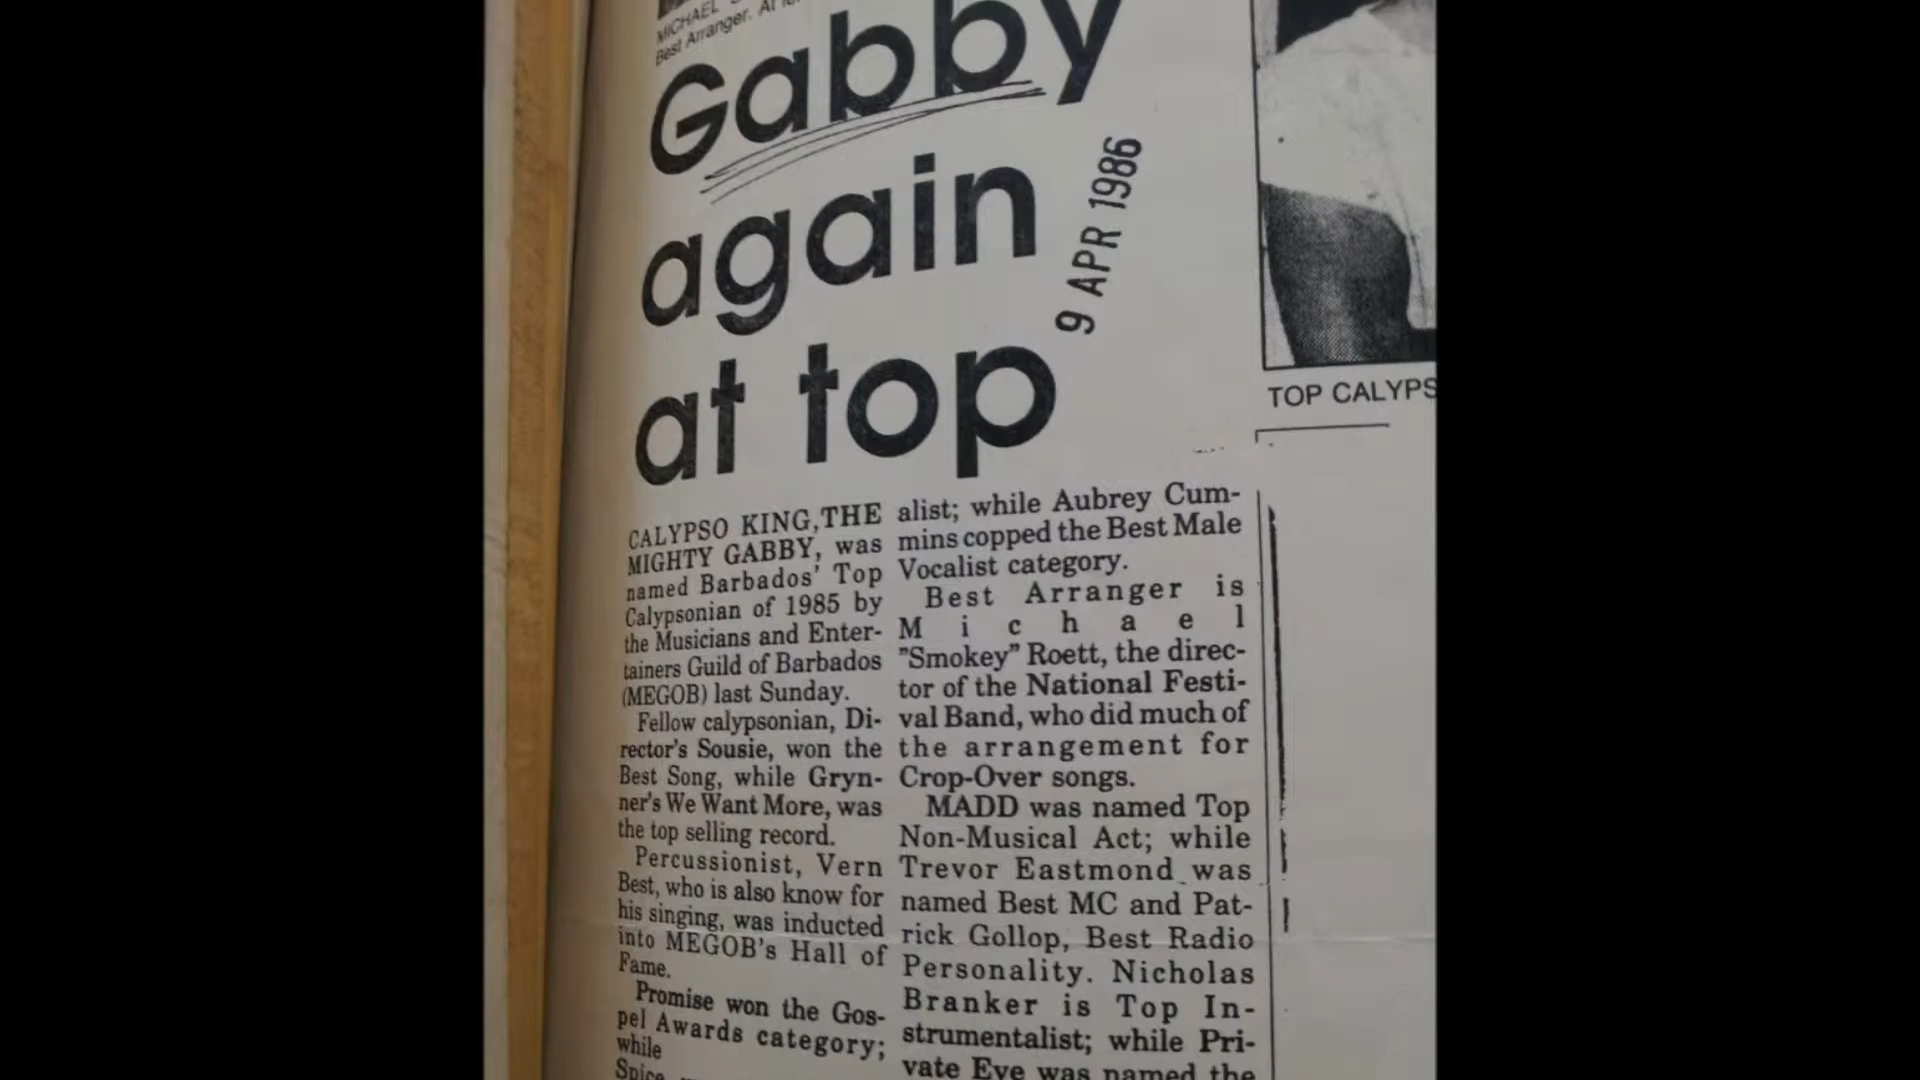 MICHAEL
Best Arranger. At
Gabby
again
at top
9 APR 1986
TOP CALYPS
CALYPSO KING,THE
MIGHTY GABBY, was
named Barbados' Top
Calypsonian of 1985 by
the Musicians and Enter-
tainers Guild of Barbados
(MEGOB) last Sunday.
Fellow calypsonian, Di-
rector's Sousie, won the
Best Song, while Gryn-
ner's We Want More, was
the top selling record.
Percussionist, Vern
Best, who is also know for
his singing, was inducted
into MEGOB's Hall of
Fame.
Promise won the Gos-
pel Awards category;
while
Spice
alist; while Aubrey Cum-
mins copped the Best Male
Vocalist category.
Best Arranger is
M i c h a e l
"Smokey" Roett, the direc-
tor of the National Festi-
val Band, who did much of
the arrangement for
Crop-Over songs.
MADD was named Top
Non-Musical Act; while
Trevor Eastmond was
named Best MC and Pat-
rick Gollop, Best Radio
Personality. Nicholas
Branker is Top In-
strumentalist; while Pri-
vate Eye was named the